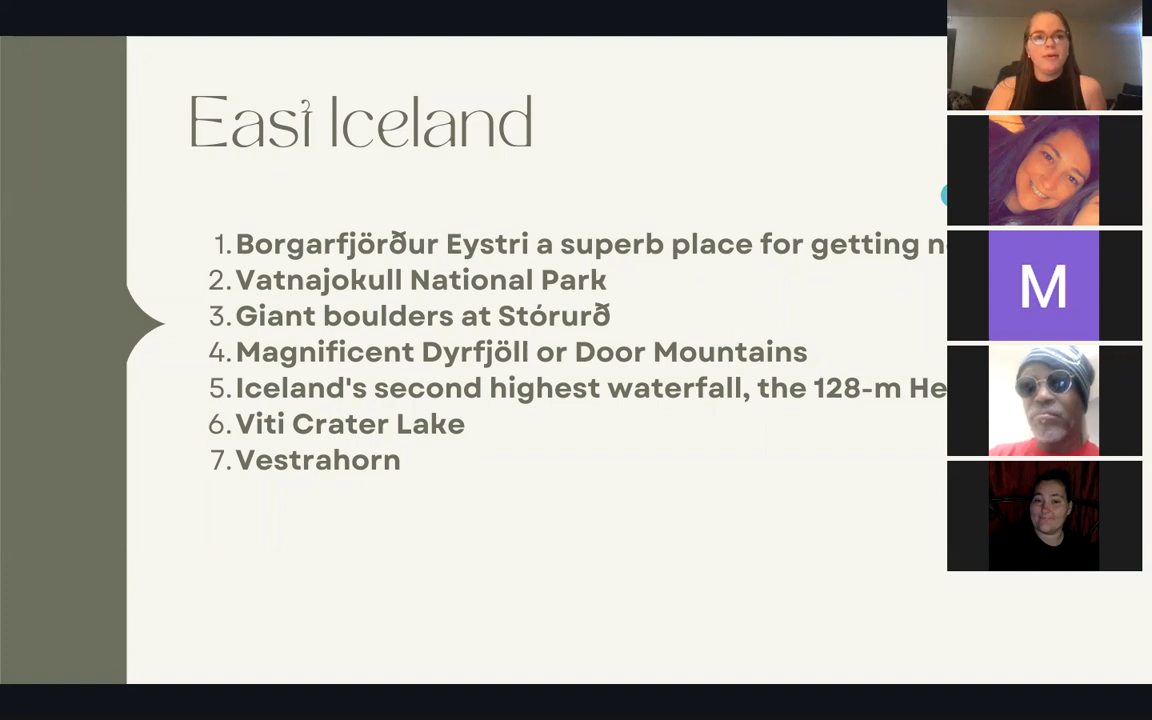 East Iceland
1. Borgarfjörður Eystri a superb place for getting
2. Vatnajokull National Park
3. Giant boulders at Stórurð
4. Magnificent Dyrfjöll or Door Mountains
5. Iceland's second highest waterfall, the 128-m
6. Viti Crater Lake
7. Vestrahorn
M